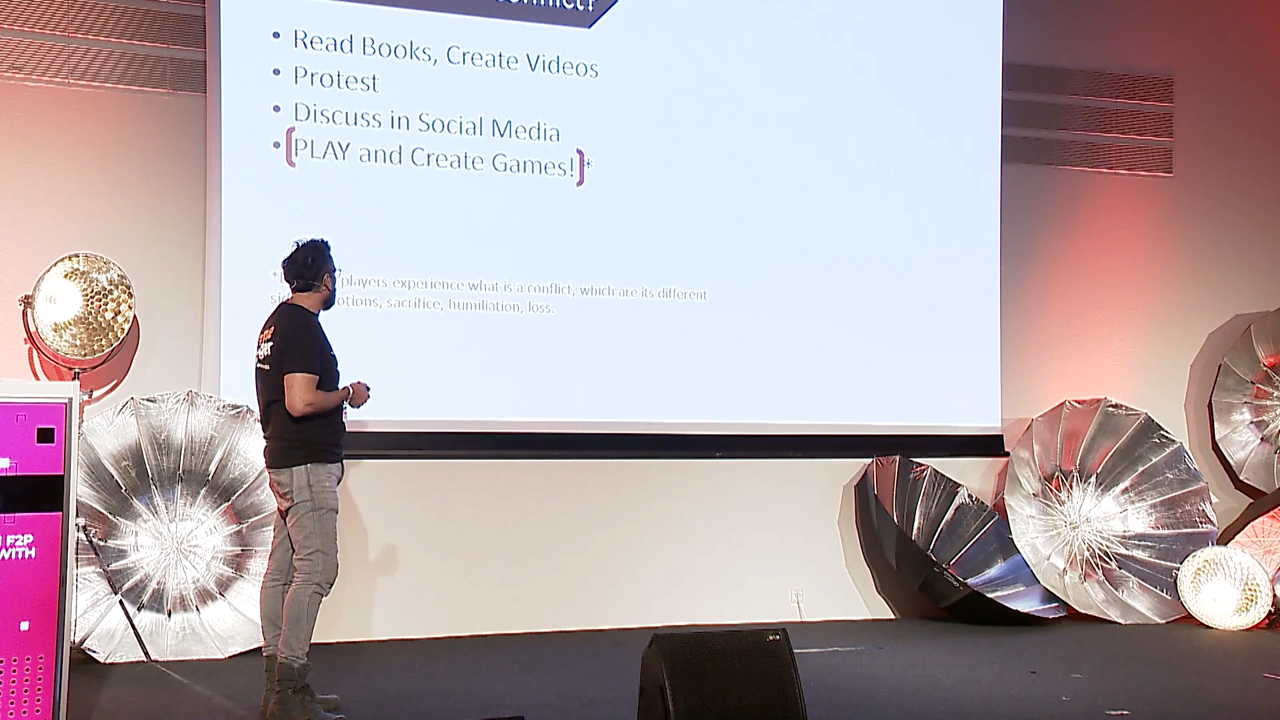 conflict?
• Read Books, Create Videos
• Protest
• Discuss in Social Media
• [PLAY and Create Games!]*
* players experience what is a conflict, which are its different
sacrifice, humiliation, loss.
F2P
WITH